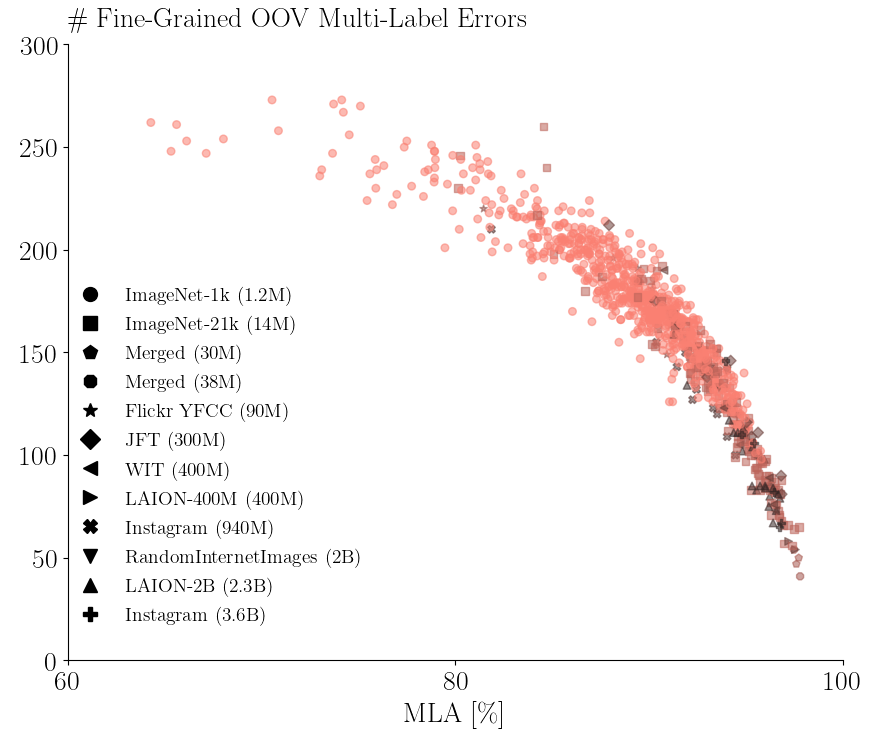 # Fine-Grained OOV Multi-Label Errors
300
250
200
150
100
50
0
ImageNet-1k (1.2M)
ImageNet-21k (14M)
Merged (30M)
Merged (38M)
Flickr YFCC (90M)
JFT (300M)
WIT (400M)
LAION-400M (400M)
Instagram (940M)
RandomInternetImages (2B)
LAION-2B (2.3B)
Instagram (3.6B)
60
80
100
MLA [%]